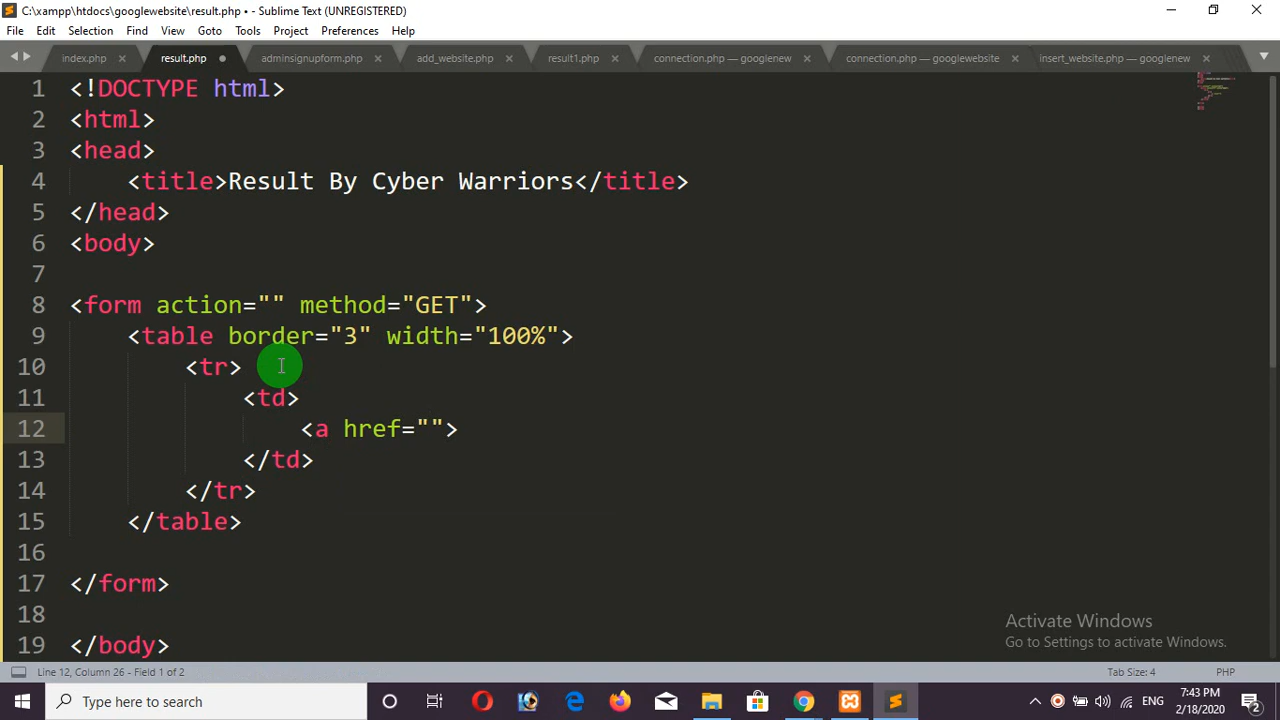 C:\xampp\htdocs\googlewebsite\result.php • - Sublime Text (UNREGISTERED)
File Edit Selection Find View Goto Tools Project Preferences Help
index.php result.php adminsignupform.php add_website.php result1.php connection.php — googlenew connection.php — googlewebsite insert_website.php — googlenew
1 <!DOCTYPE html>
2 <html>
3 <head>
4 <title>Result By Cyber Warriors</title>
5 </head>
6 <body>
7
8 <form action="" method="GET">
9 <table border="3" width="100%">
10 <tr>
11 <td>
12 <a href="">
13 </td>
14 </tr>
15 </table>
16
17 </form>
18
19 </body>
Activate Windows
Go to Settings to activate Windows.
Line 12, Column 26 - Field 1 of 2 Tab Size: 4 PHP
Type here to search ENG 7:43 PM 2/18/2020 2